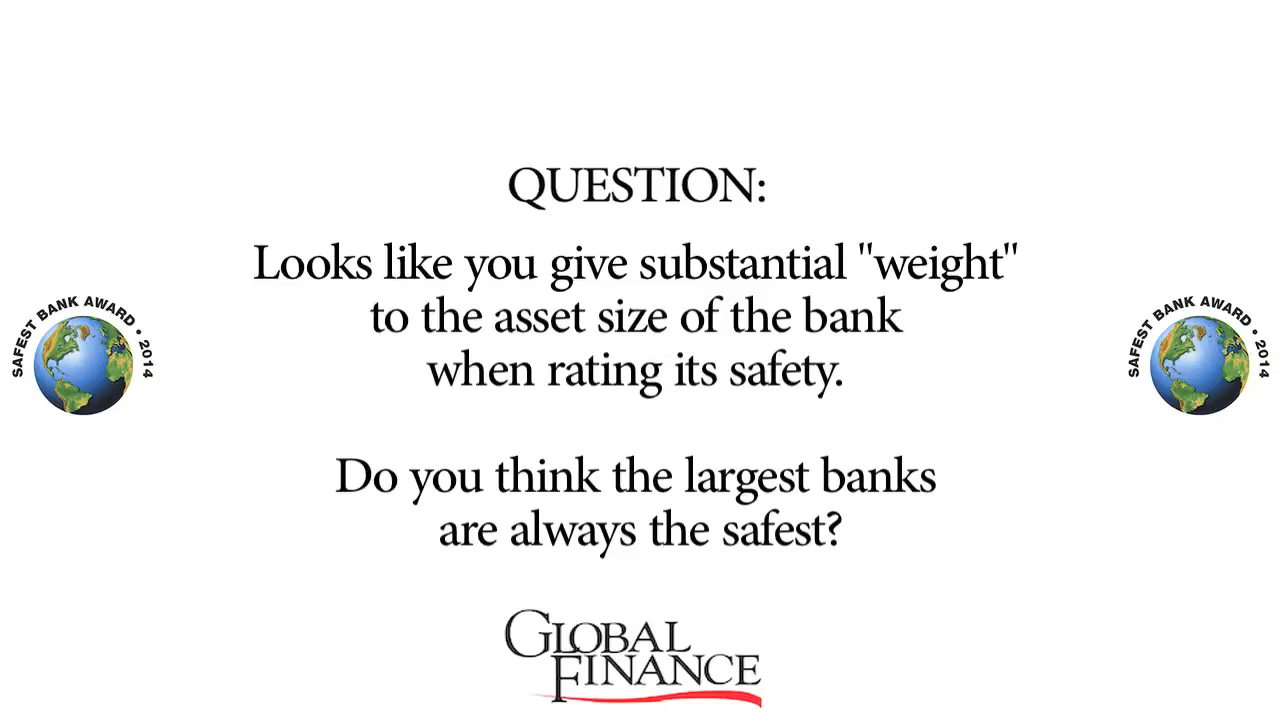 QUESTION:
Looks like you give substantial "weight"
to the asset size of the bank
when rating its safety.
Do you think the largest banks
are always the safest?
SAFEST BANK AWARD • 2014
SAFEST BANK AWARD • 2014
GLOBAL
FINANCE